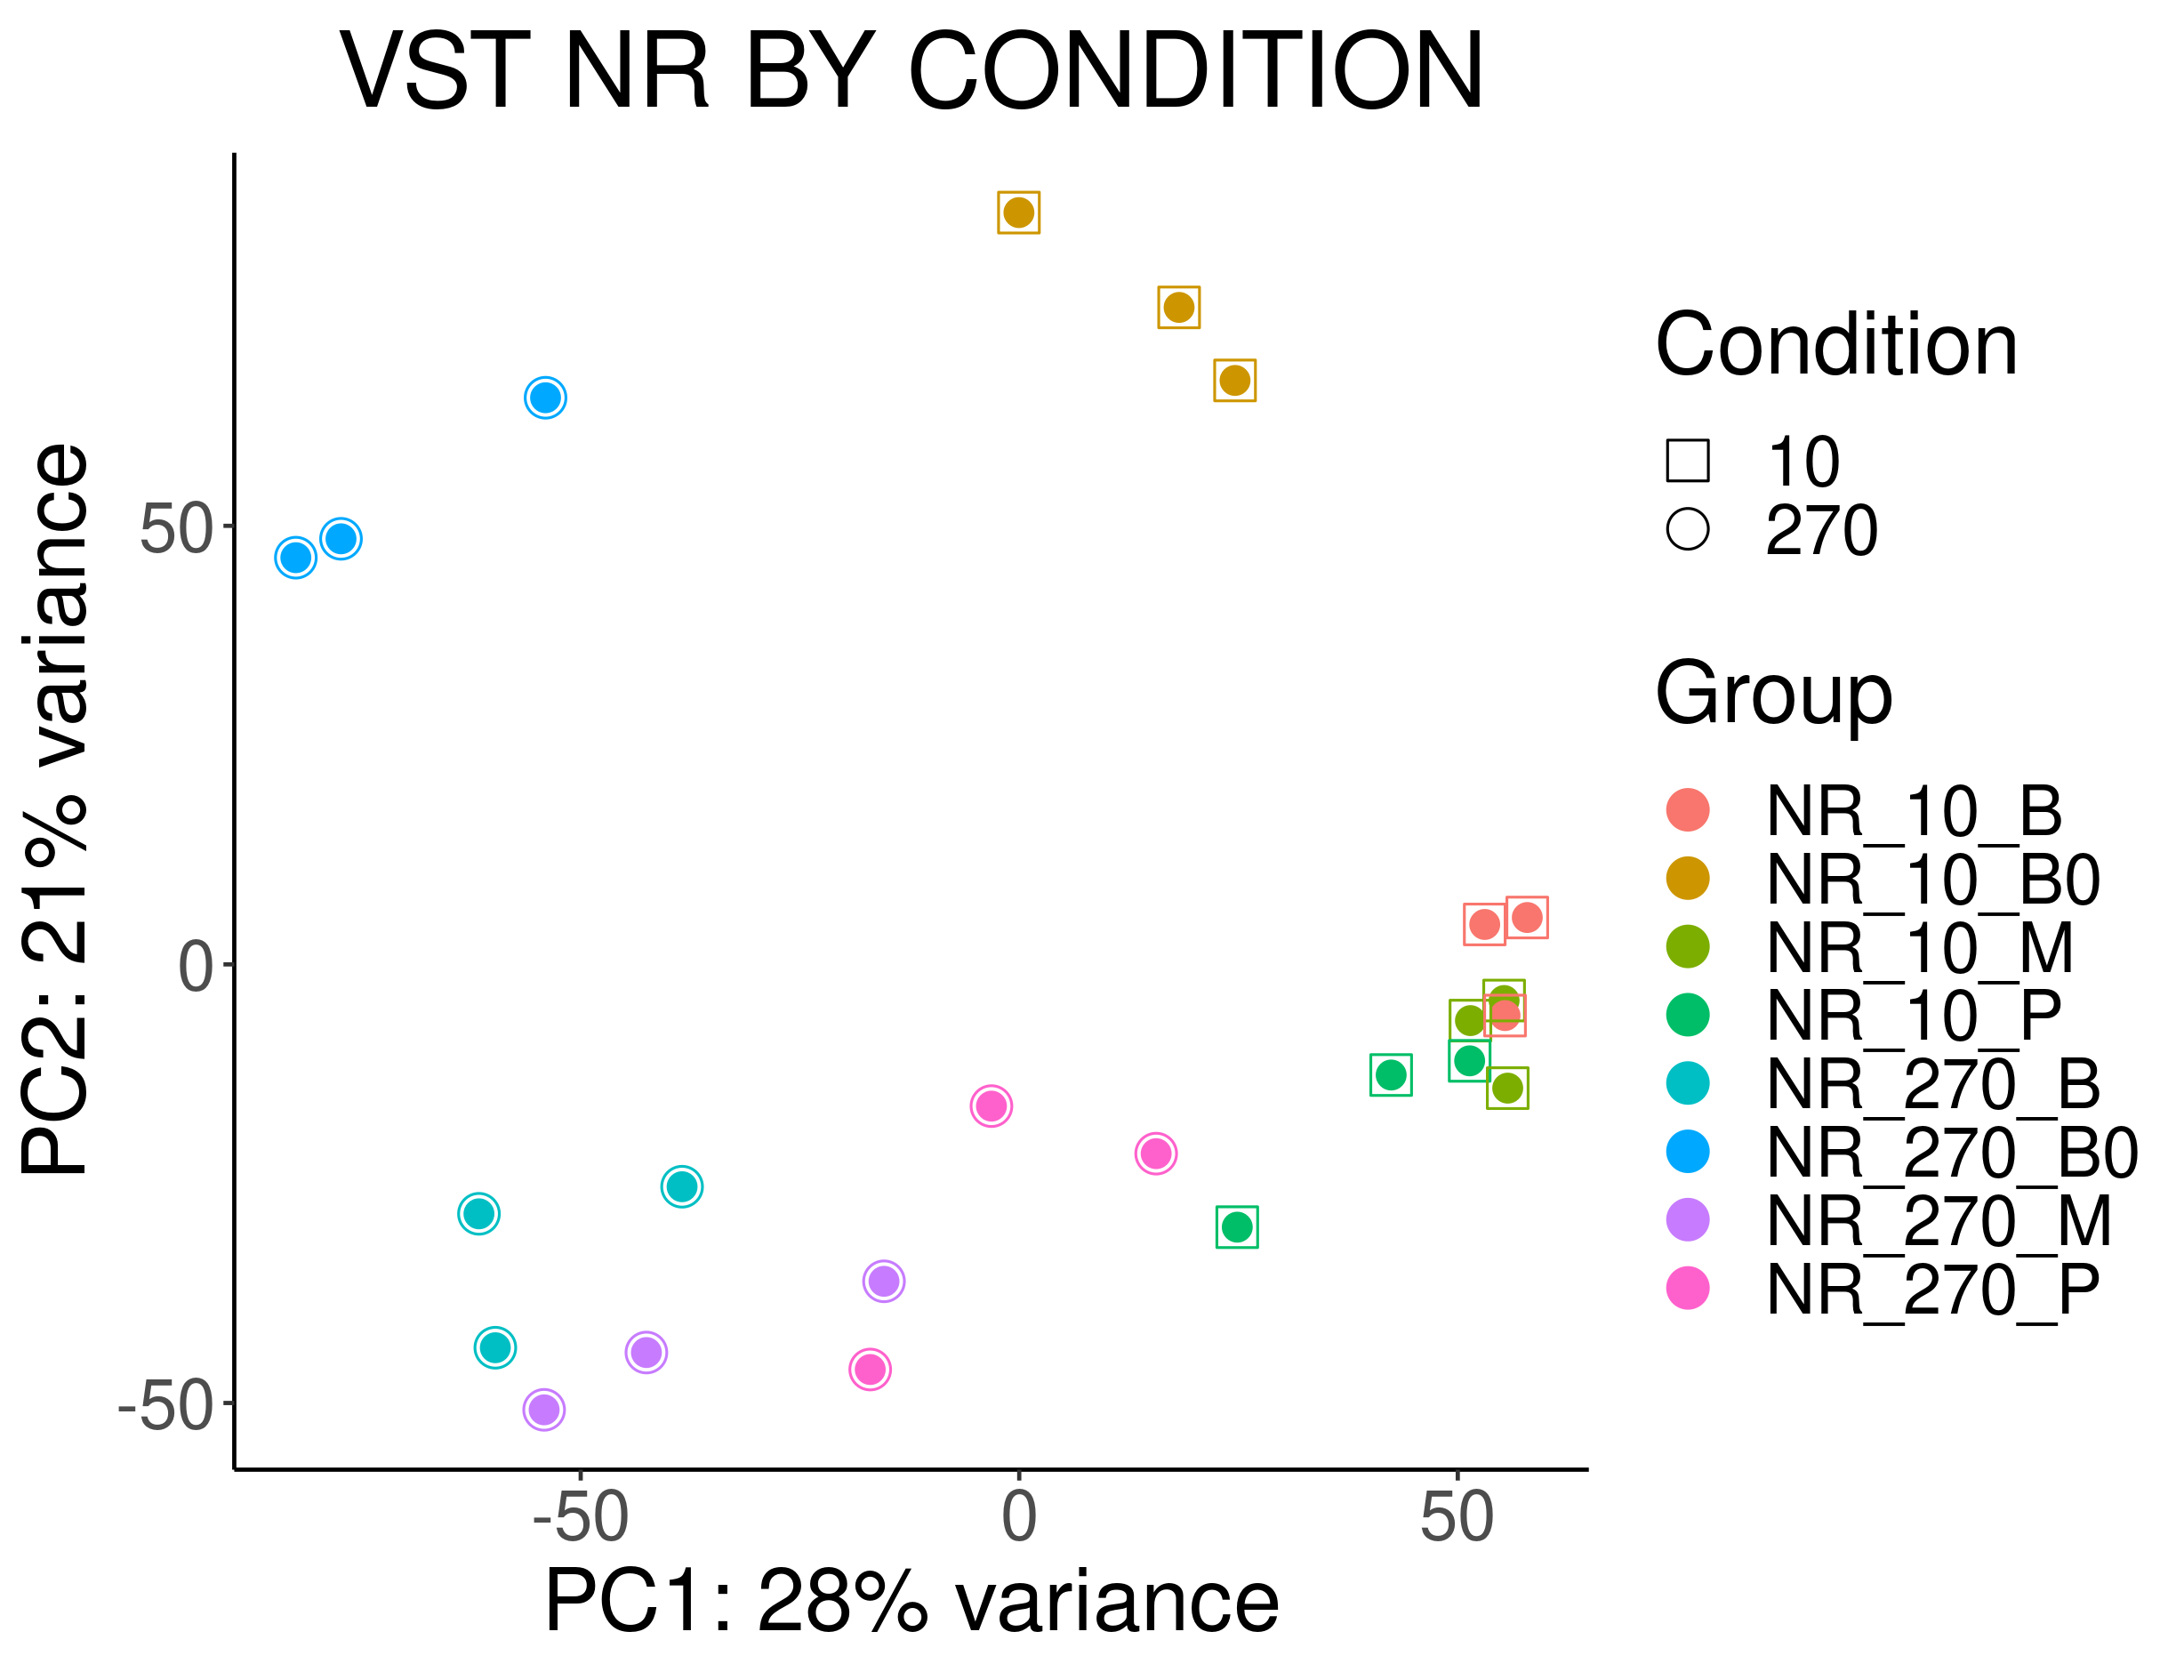 VST NR BY CONDITION
PC2: 21% variance
50
0
-50
-50
0
50
PC1: 28% variance
Condition
10
270
Group
NR_10_B
NR_10_B0
NR_10_M
NR_10_P
NR_270_B
NR_270_B0
NR_270_M
NR_270_P